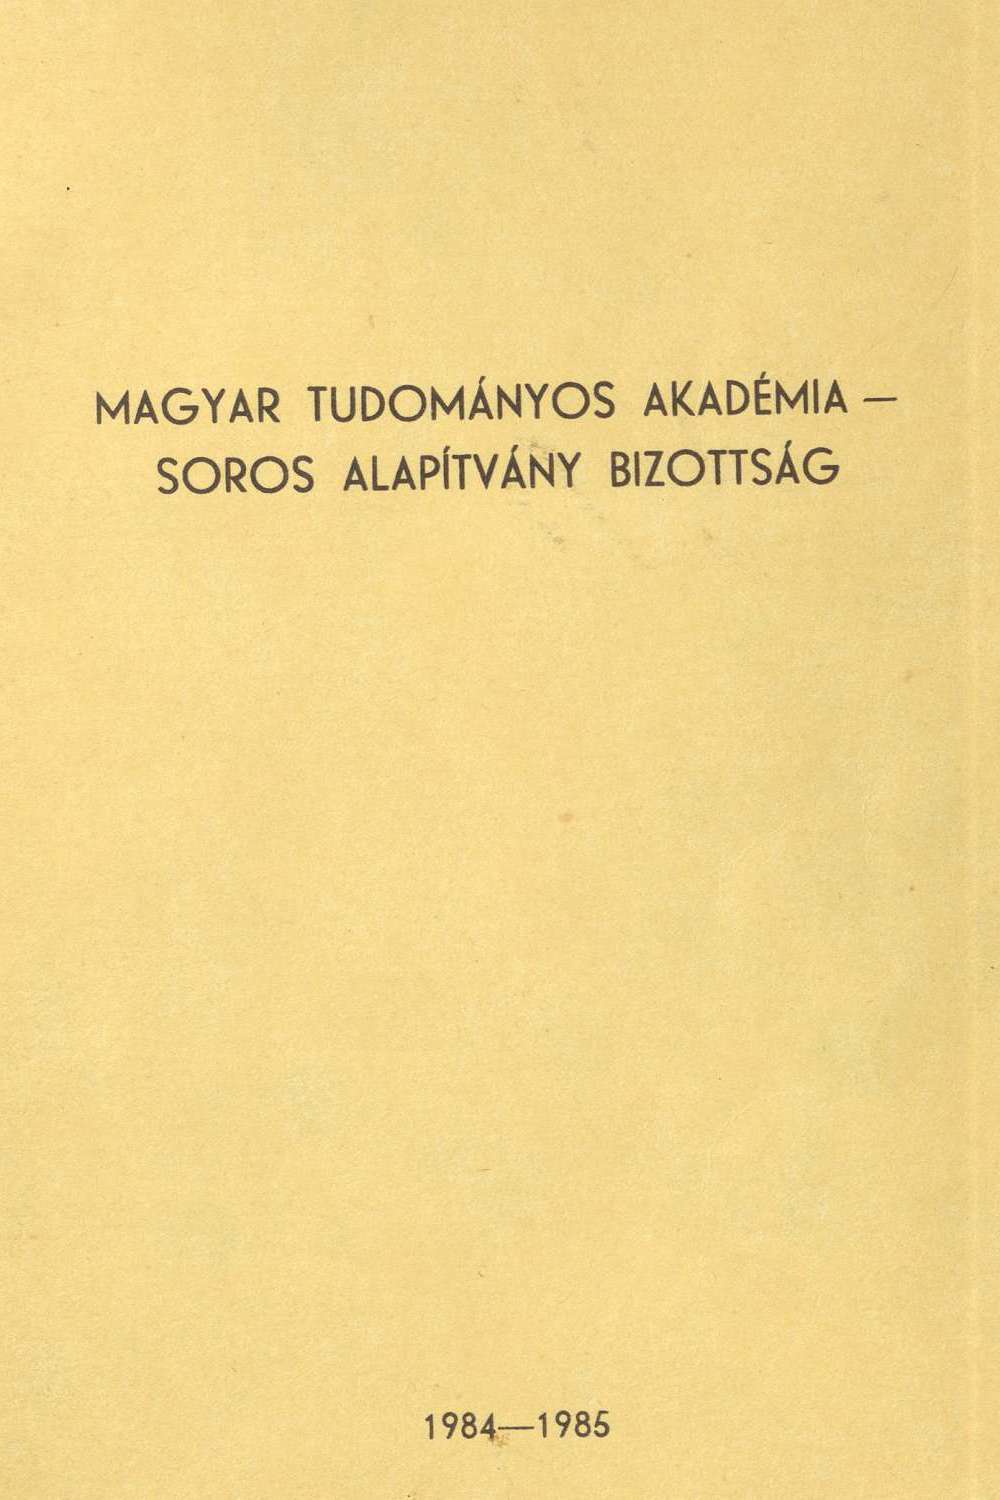 MAGYAR TUDOMÁNYOS AKADÉMIA —
SOROS ALAPÍTVÁNY BIZOTTSÁG
1984—1985